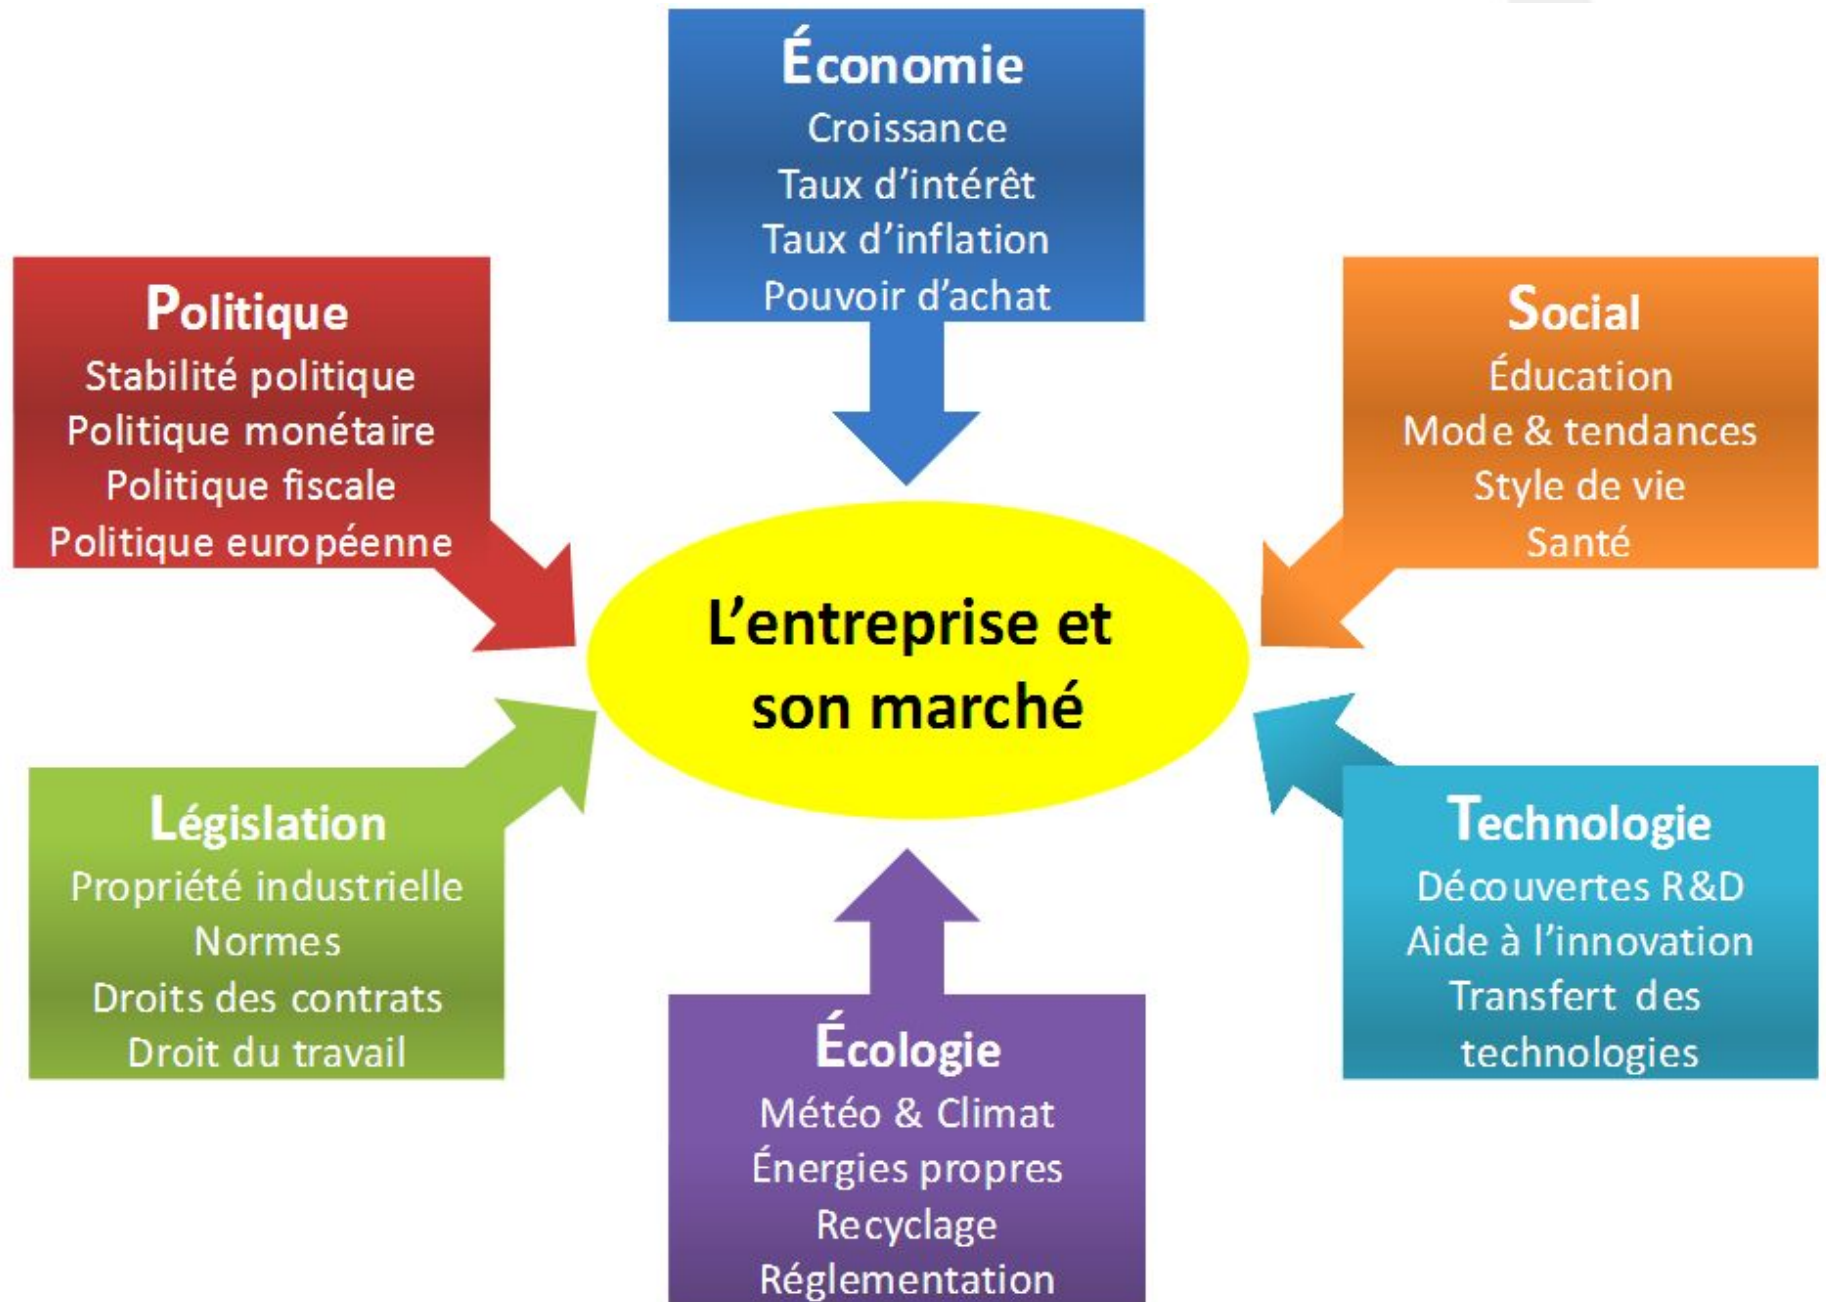 Économie
Croissance
Taux d'intérêt
Taux d'inflation
Pouvoir d'achat
Politique
Stabilité politique
Politique monétaire
Politique fiscale
Politique européenne
Social
Éducation
Mode & tendances
Style de vie
Santé
L'entreprise et
son marché
Législation
Propriété industrielle
Normes
Droits des contrats
Droit du travail
Technologie
Découvertes R&D
Aide à l'innovation
Transfert des
technologies
Écologie
Météo & Climat
Énergies propres
Recyclage
Réglementation